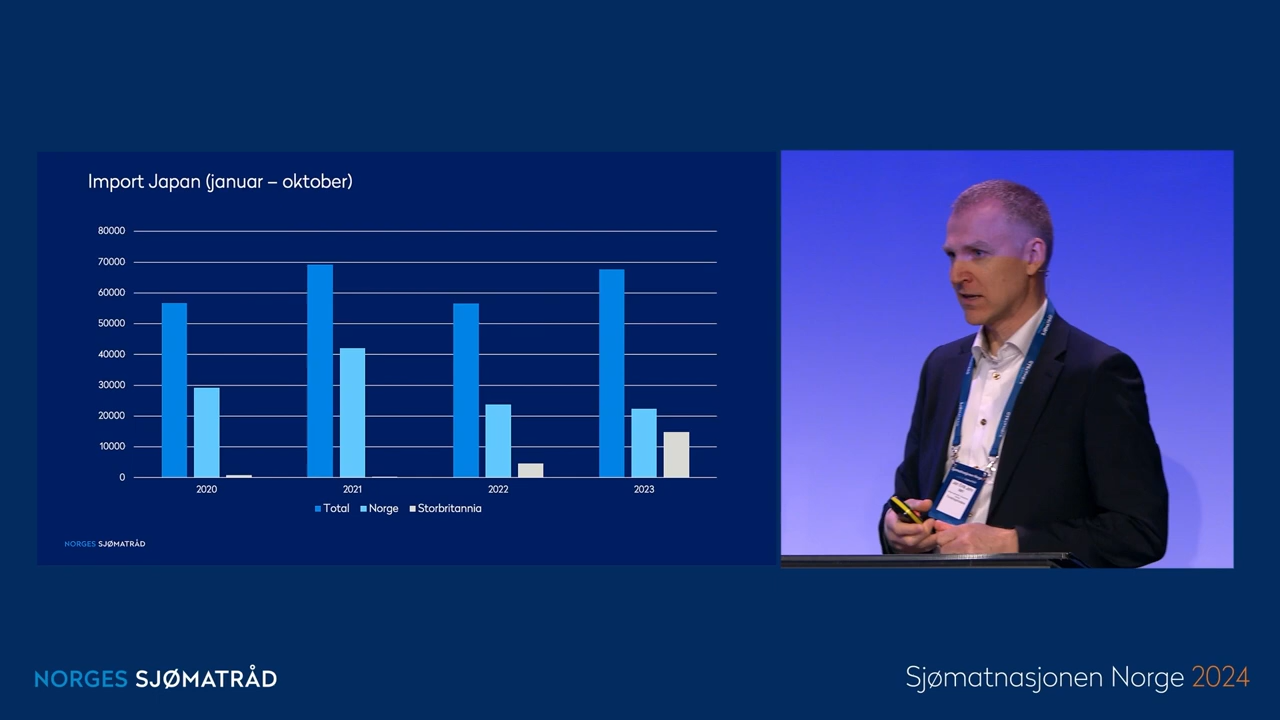 Import Japan (januar – oktober)
80000
70000
60000
50000
40000
30000
20000
10000
0
2020
2021
2022
2023
Total Norge Storbritannia
NORGES SJØMATRÅD
NORGES SJØMATRÅD
Sjømatnasjonen Norge 2024